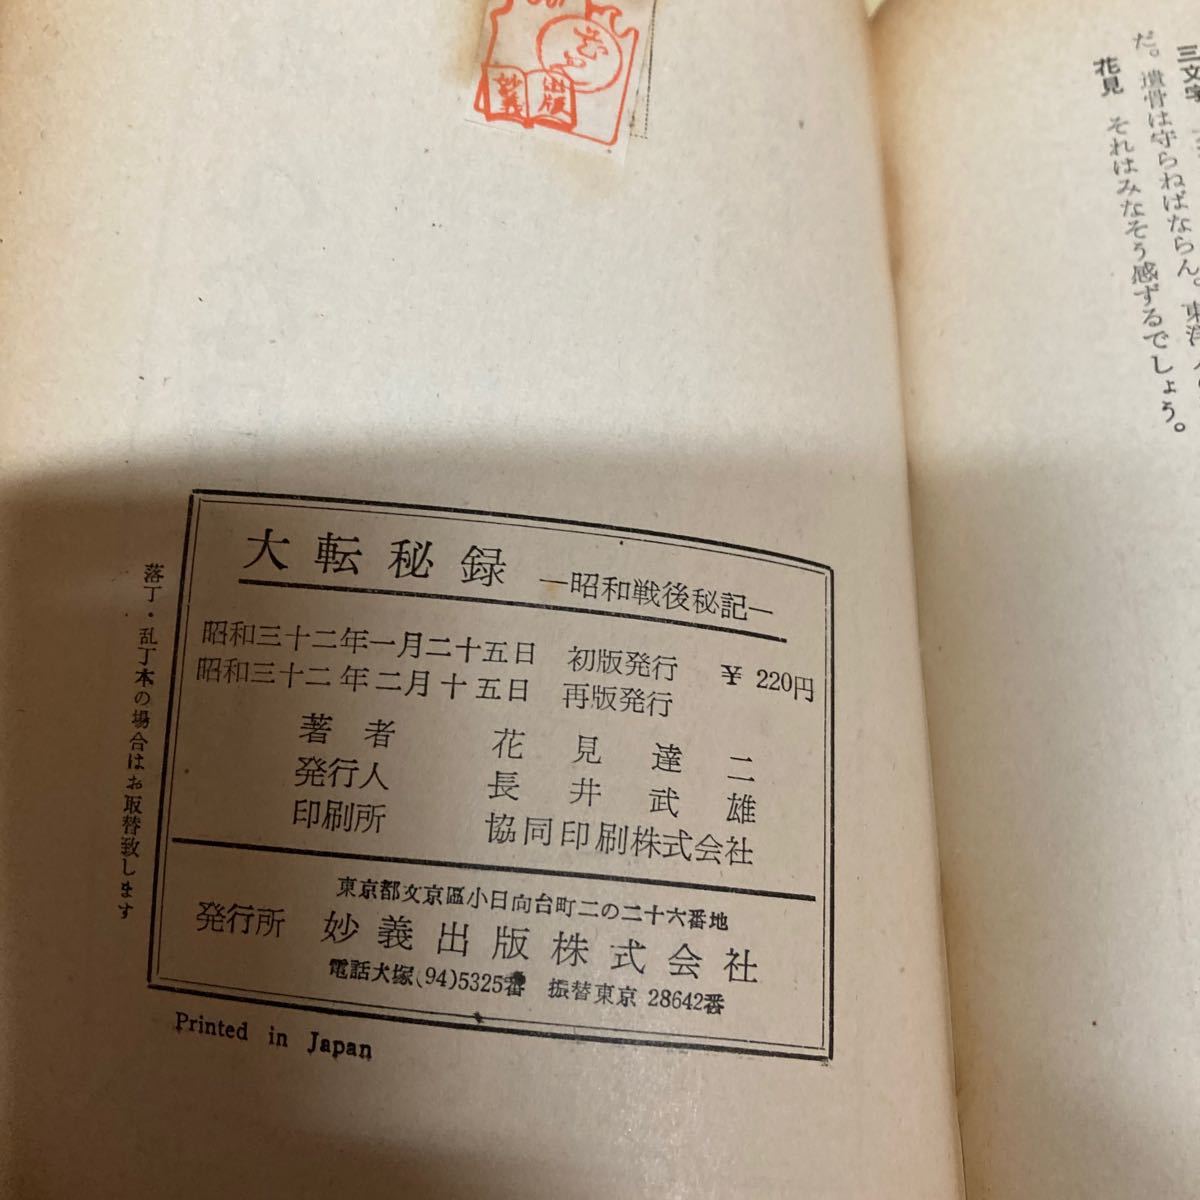 三文字
だ。遺骨は守らねばならん。東洋人
花見 それはみなそう感ずるでしょう。
妙義
出版
大転秘録 ―昭和戦後秘記―
昭和三十二年一月二十五日 初版発行 ￥220円
昭和三十二年二月十五日 再版発行
著者 花見達二
発行人 長井武雄
印刷所 協同印刷株式会社
東京都文京區小日向台町二の二十六番地
発行所 妙義出版株式会社
電話大塚(94)5325番 振替東京28642番
落丁・乱丁本の場合はお取替致します
Printed in Japan